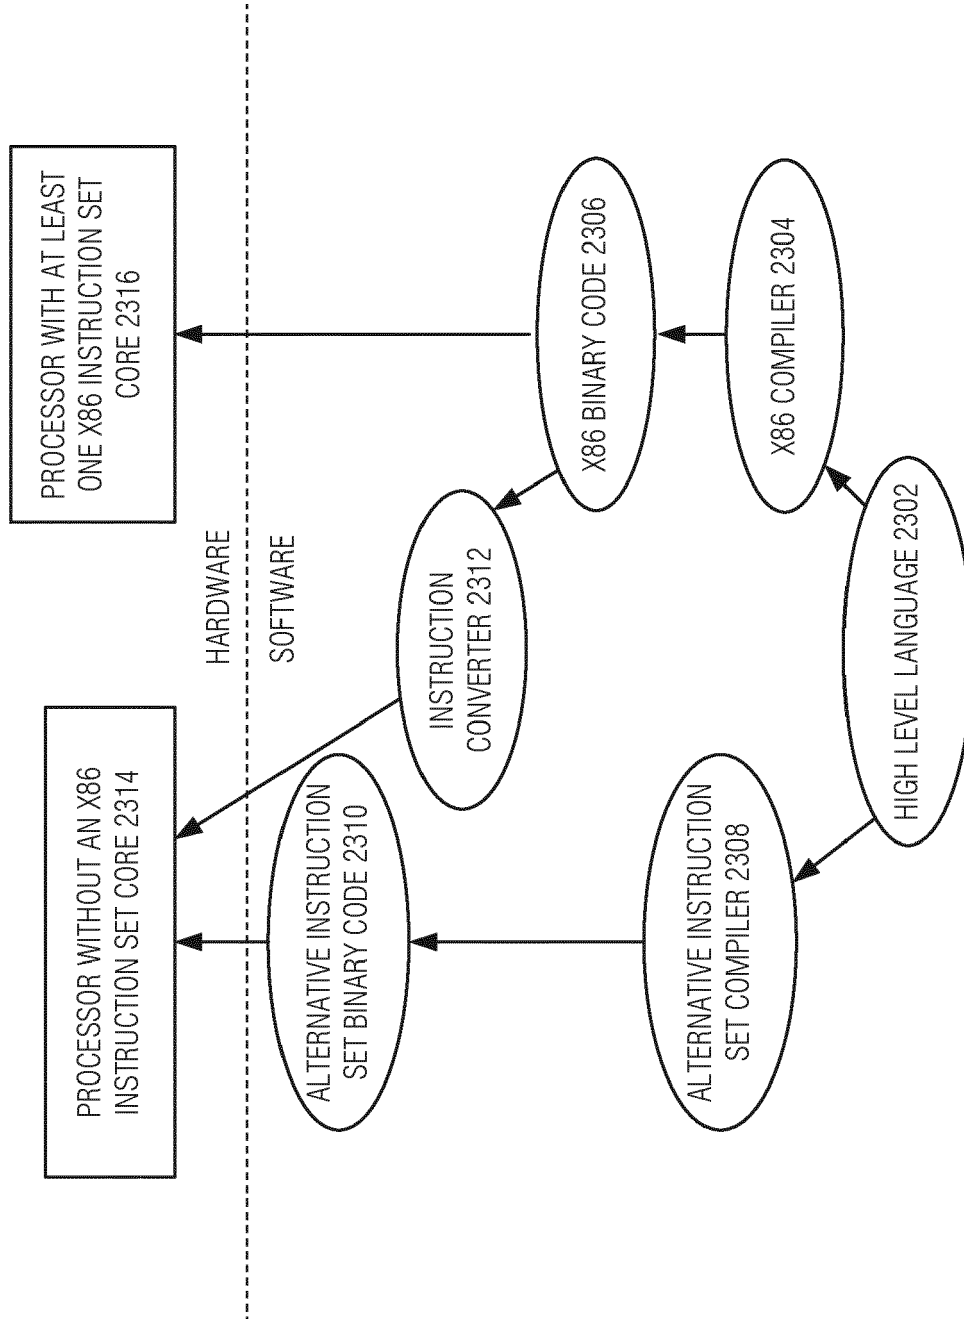 PROCESSOR WITHOUT AN X86
INSTRUCTION SET CORE 2314
PROCESSOR WITH AT LEAST
ONE X86 INSTRUCTION SET
CORE 2316
HARDWARE
SOFTWARE
ALTERNATIVE INSTRUCTION
SET BINARY CODE 2310
INSTRUCTION
CONVERTER 2312
X86 BINARY CODE 2306
ALTERNATIVE INSTRUCTION
SET COMPILER 2308
X86 COMPILER 2304
HIGH LEVEL LANGUAGE 2302